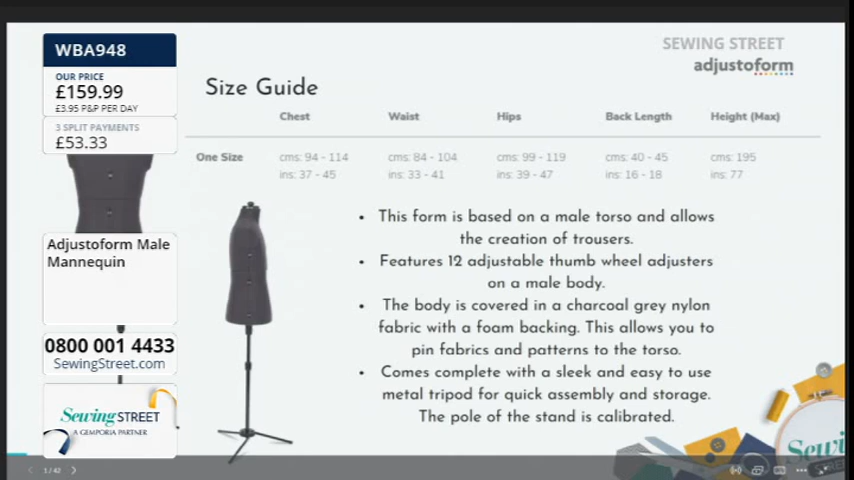 WBA948
OUR PRICE
£159.99
£3.95 P&P PER DAY
3 SPLIT PAYMENTS
£53.33
Adjustoform Male
Mannequin
0800 001 4433
SewingStreet.com
Sewing STREET
A GEMPORIA PARTNER
SEWING STREET
adjustoform
Size Guide
Chest Waist Hips Back Length Height (Max)
One Size cms: 94 - 114 cms: 84 - 104 cms: 99 - 119 cms: 40 - 45 cms: 195
ins: 37 - 45 ins: 33 - 41 ins: 39 - 47 ins: 16 - 18 ins: 77
• This form is based on a male torso and allows
the creation of trousers.
• Features 12 adjustable thumb wheel adjusters
on a male body.
• The body is covered in a charcoal grey nylon
fabric with a foam backing. This allows you to
pin fabrics and patterns to the torso.
• Comes complete with a sleek and easy to use
metal tripod for quick assembly and storage.
The pole of the stand is calibrated.
1 / 42